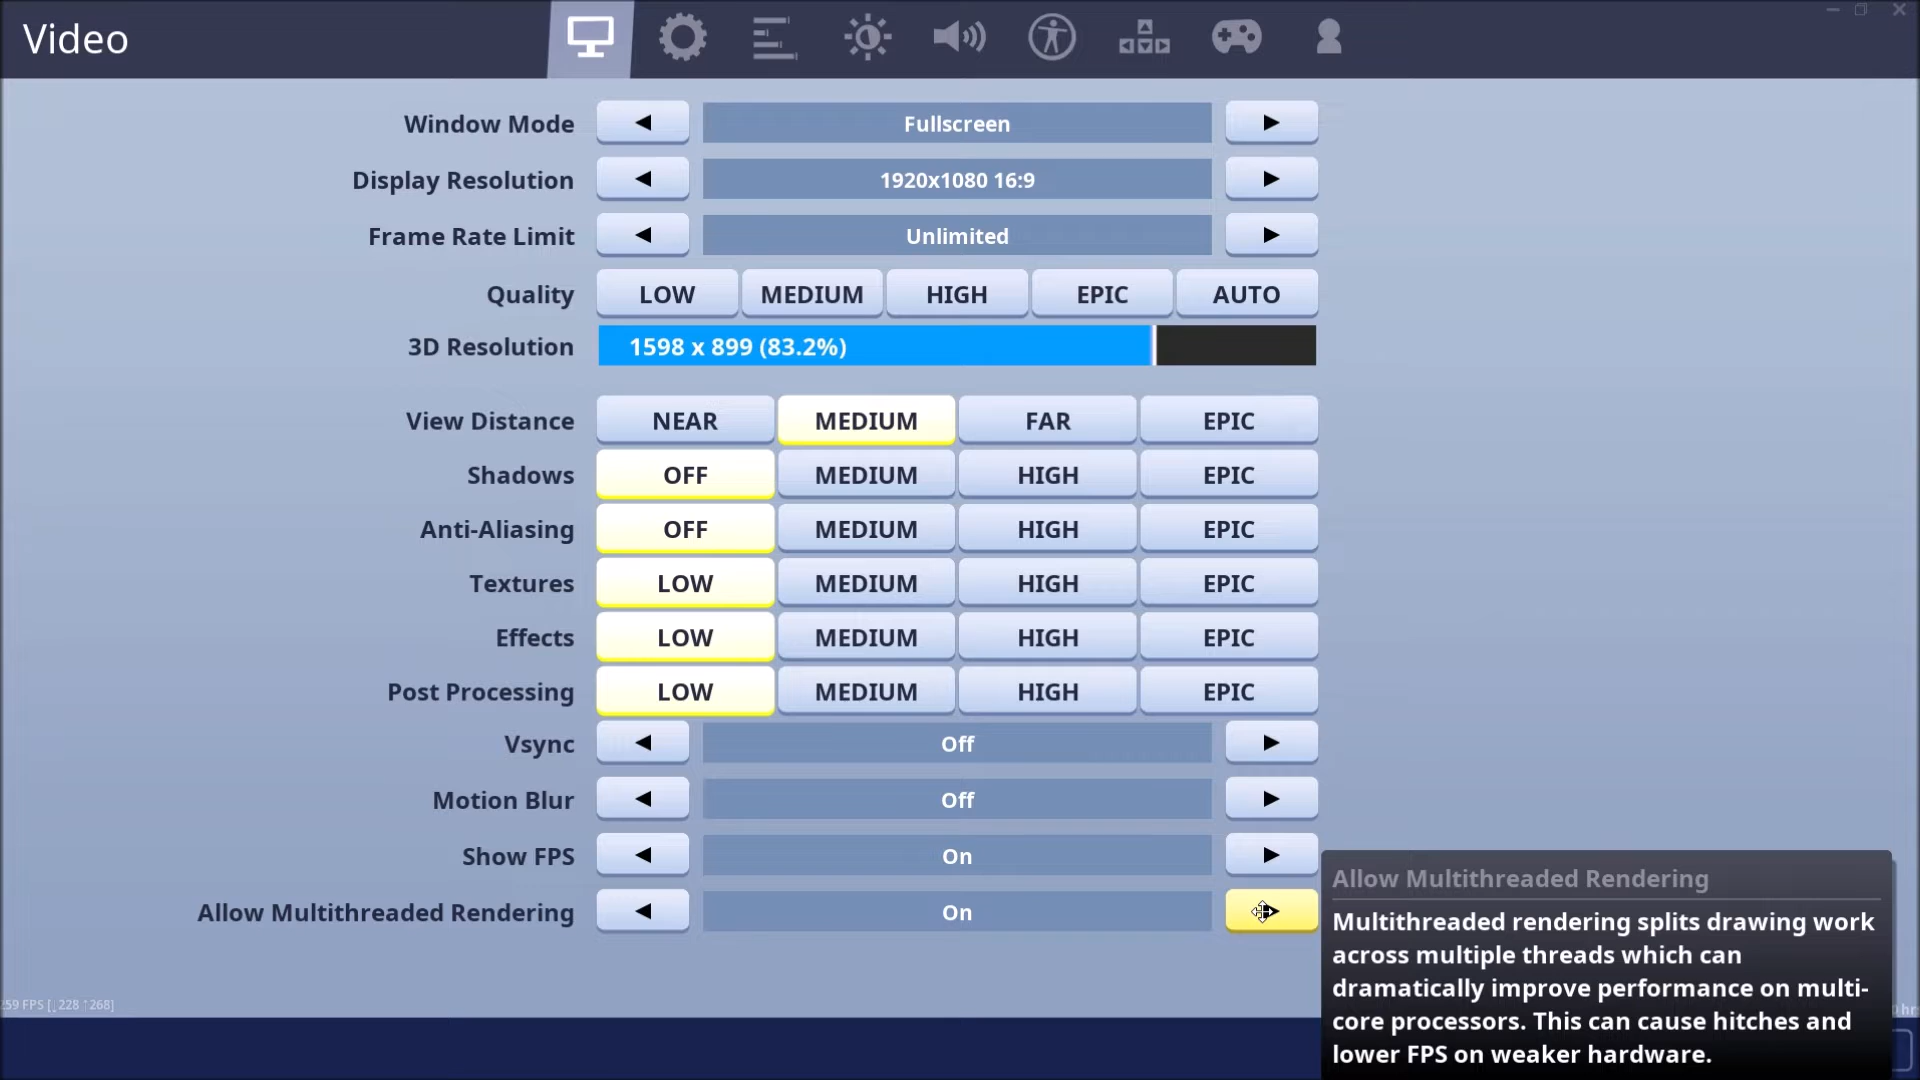 Video
Window Mode
Fullscreen
Display Resolution
1920x1080 16:9
Frame Rate Limit
Unlimited
Quality LOW MEDIUM HIGH EPIC AUTO
3D Resolution 1598 x 899 (83.2%)
View Distance NEAR MEDIUM FAR EPIC
Shadows OFF MEDIUM HIGH EPIC
Anti-Aliasing OFF MEDIUM HIGH EPIC
Textures LOW MEDIUM HIGH EPIC
Effects LOW MEDIUM HIGH EPIC
Post Processing LOW MEDIUM HIGH EPIC
Vsync Off
Motion Blur Off
Show FPS On
Allow Multithreaded Rendering On
Allow Multithreaded Rendering
Multithreaded rendering splits drawing work
across multiple threads which can
dramatically improve performance on multi-
core processors. This can cause hitches and
lower FPS on weaker hardware.
259 FPS [↓228 ↑268]